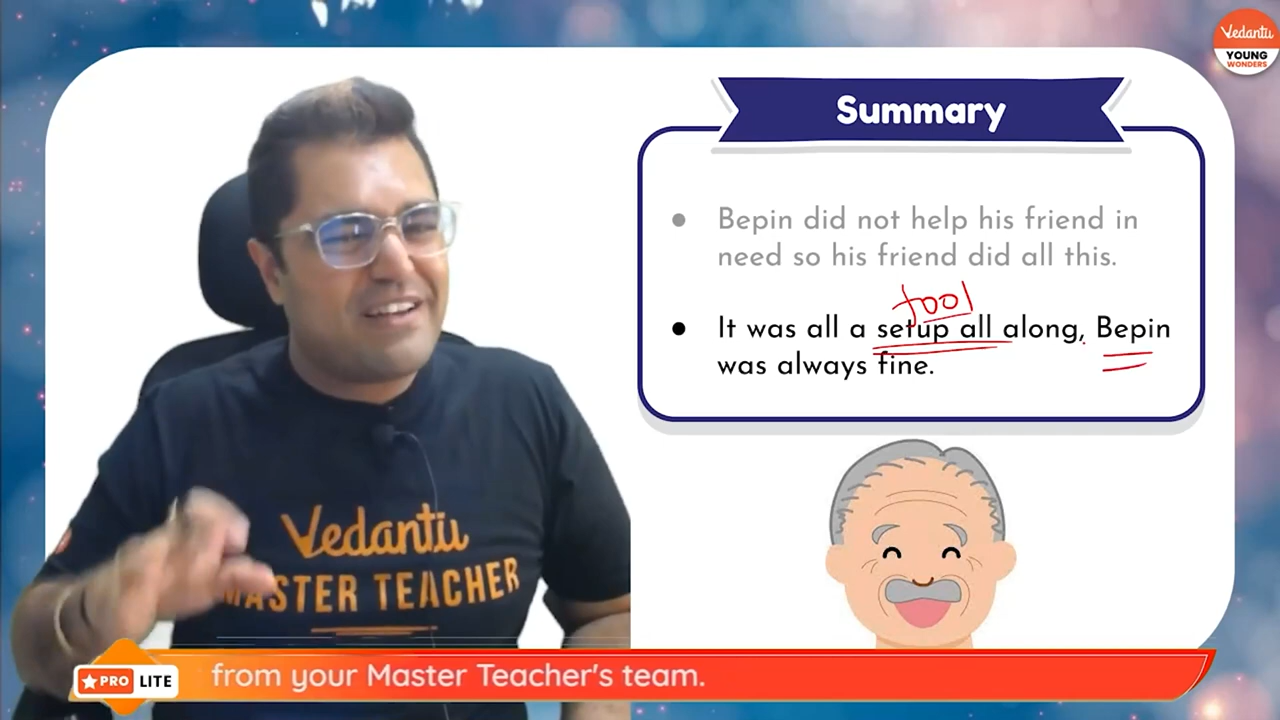 Vedantu
YOUNG
WONDERS
Summary
Bepin did not help his friend in
need so his friend did all this.
fool
It was all a setup all along, Bepin
was always fine.
Vedantu
MASTER TEACHER
PRO LITE
from your Master Teacher's team.